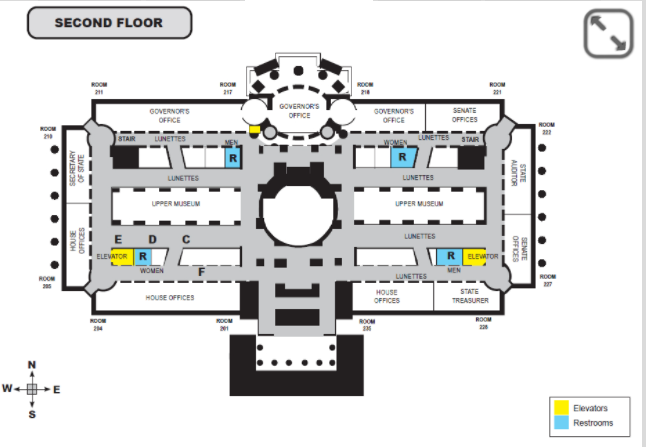 SECOND FLOOR
ROOM
211
ROOM
217
ROOM
218
ROOM
221
GOVERNOR'S
OFFICE
GOVERNOR'S
OFFICE
GOVERNOR'S
OFFICE
SENATE
OFFICES
ROOM
210
ROOM
222
STAIR
LUNETTES
MEN
WOMEN
LUNETTES
STAIR
R
R
SECRETARY
OF STATE
STATE
AUDITOR
LUNETTES
LUNETTES
UPPER MUSEUM
UPPER MUSEUM
HOUSE
OFFICES
SENATE
OFFICES
E
D
C
LUNETTES
ELEVATOR
R
R
ELEVATOR
WOMEN
F
MEN
LUNETTES
ROOM
205
ROOM
227
HOUSE OFFICES
HOUSE
OFFICES
STATE
TREASURER
ROOM
204
ROOM
201
ROOM
235
ROOM
228
N
W
E
S
Elevators
Restrooms